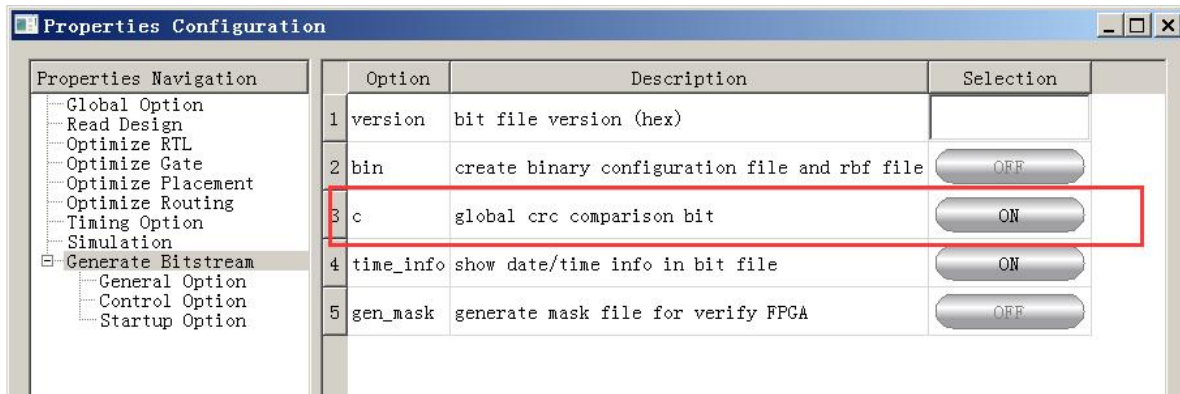 Properties Configuration
Properties Navigation
Global Option
Read Design
Optimize RTL
Optimize Gate
Optimize Placement
Optimize Routing
Timing Option
Simulation
Generate Bitstream
General Option
Control Option
Startup Option
Option Description Selection
1 version bit file version (hex)
2 bin create binary configuration file and rbf file OFF
3 c global crc comparison bit ON
4 time_info show date/time info in bit file ON
5 gen_mask generate mask file for verify FPGA OFF